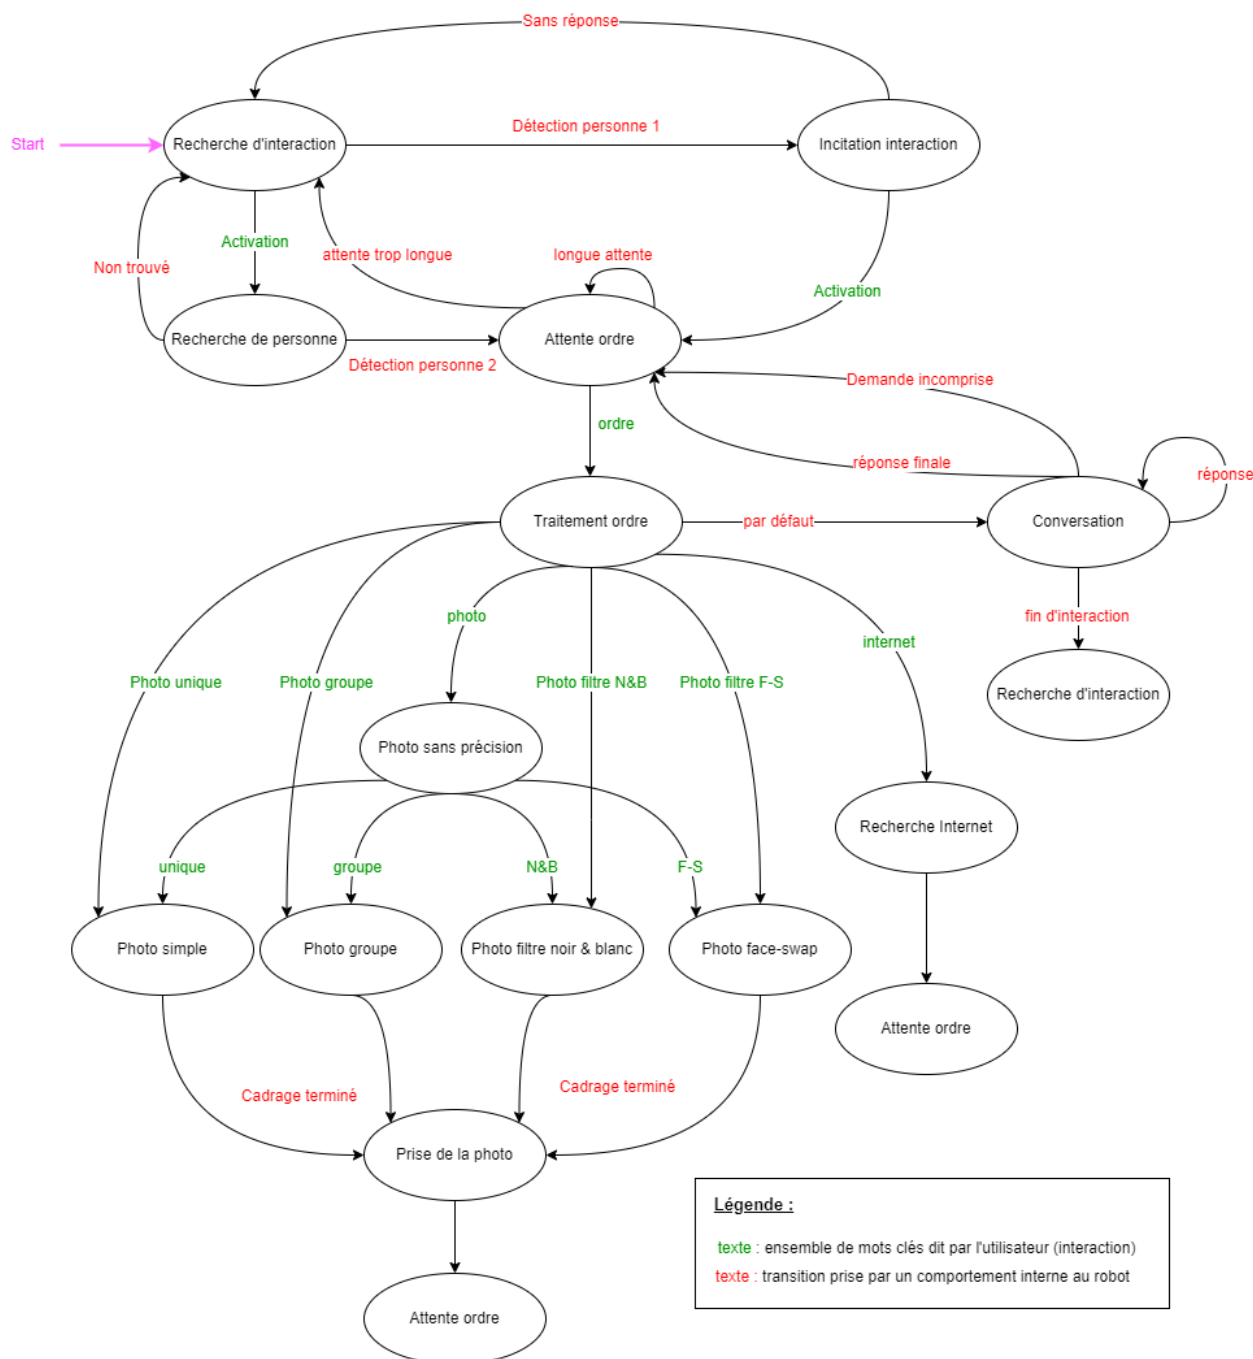 Sans réponse
Détection personne 1
Start
Recherche d'interaction
Incitation interaction
Activation
Non trouvé
attente trop longue
longue attente
Activation
Recherche de personne
Attente ordre
Détection personne 2
Demande incomprise
ordre
réponse finale
réponse
Traitement ordre
par défaut
Conversation
photo
fin d'interaction
internet
Photo unique
Photo groupe
Photo filtre N&B
Photo filtre F-S
Recherche d'interaction
Photo sans précision
Recherche Internet
unique
groupe
N&B
F-S
Photo simple
Photo groupe
Photo filtre noir & blanc
Photo face-swap
Attente ordre
Cadrage terminé
Cadrage terminé
Prise de la photo
Légende :
texte : ensemble de mots clés dit par l'utilisateur (interaction)
texte : transition prise par un comportement interne au robot
Attente ordre